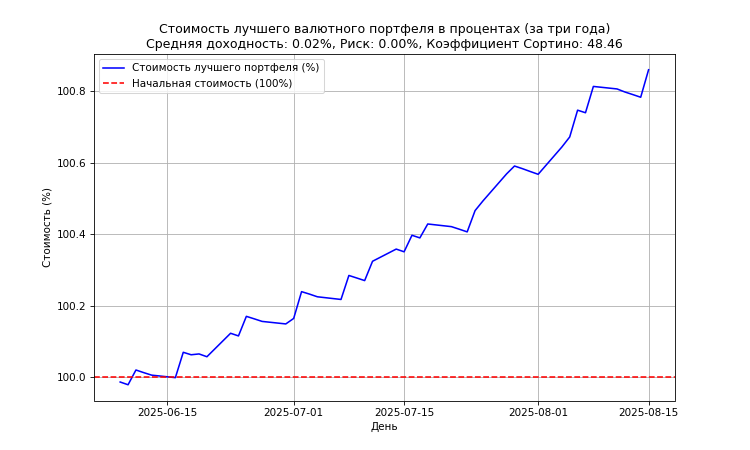 Стоимость лучшего валютного портфеля в процентах (за три года)
Средняя доходность: 0.02%, Риск: 0.00%, Коэффициент Сортино: 48.46
Стоимость лучшего портфеля (%)
Начальная стоимость (100%)
Стоимость (%)
100.8
100.6
100.4
100.2
100.0
2025-06-15
2025-07-01
2025-07-15
2025-08-01
2025-08-15
День